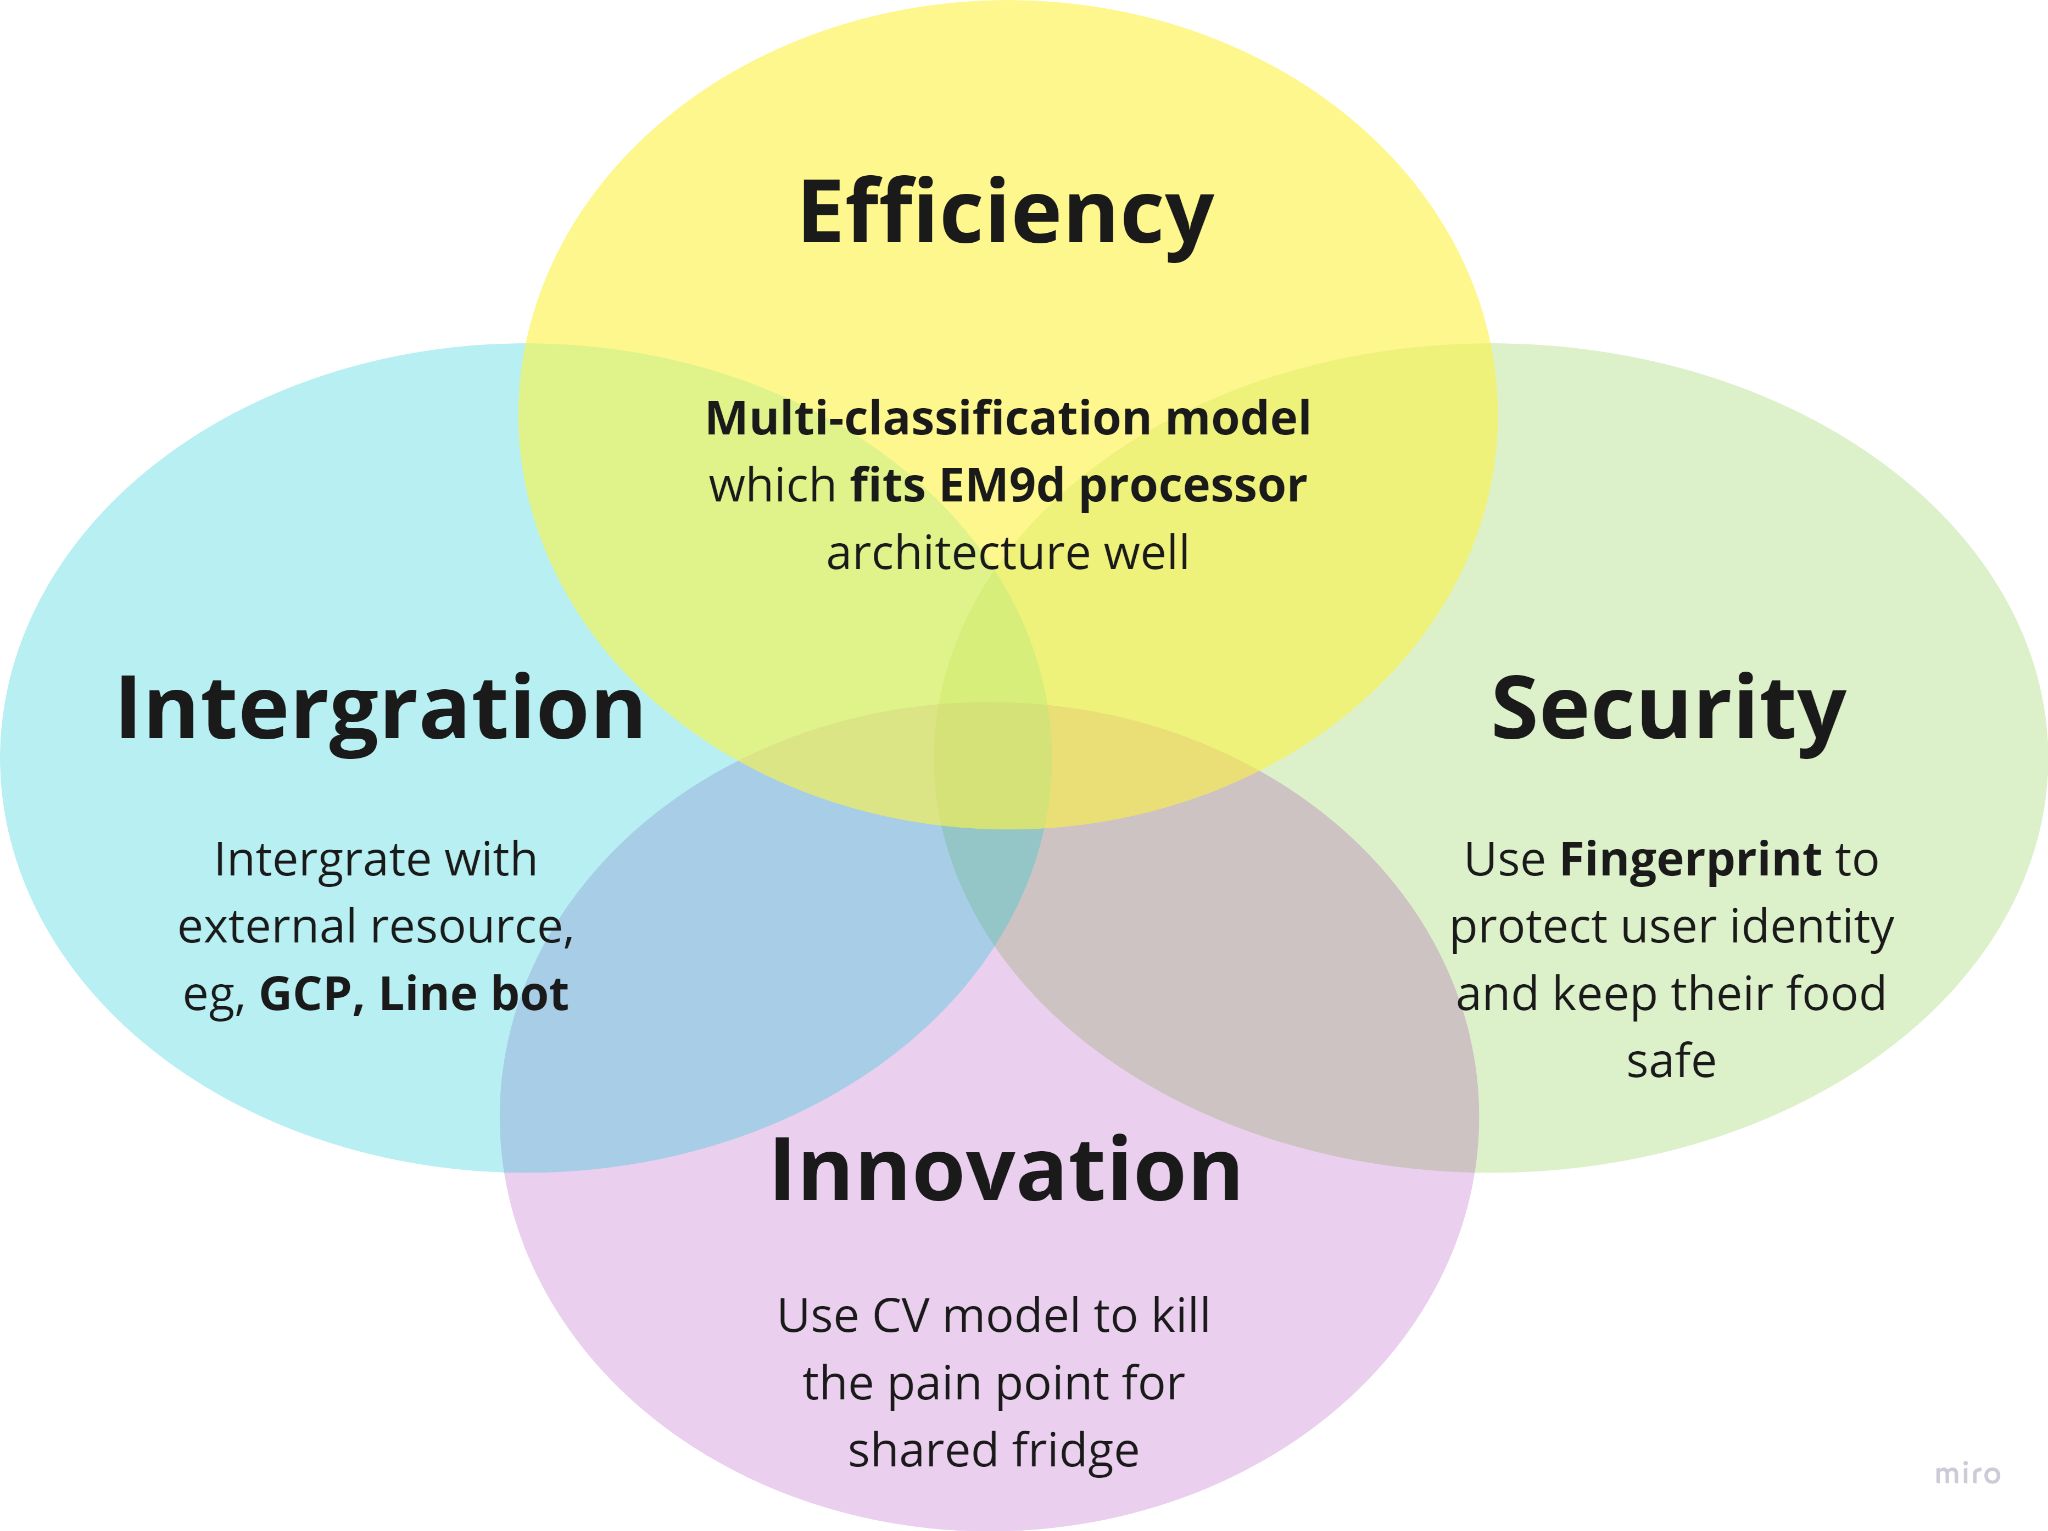 Efficiency
Multi-classification model
which fits EM9d processor
architecture well
Intergration
Intergrate with
external resource,
eg, GCP, Line bot
Security
Use Fingerprint to
protect user identity
and keep their food
safe
Innovation
Use CV model to kill
the pain point for
shared fridge
miro